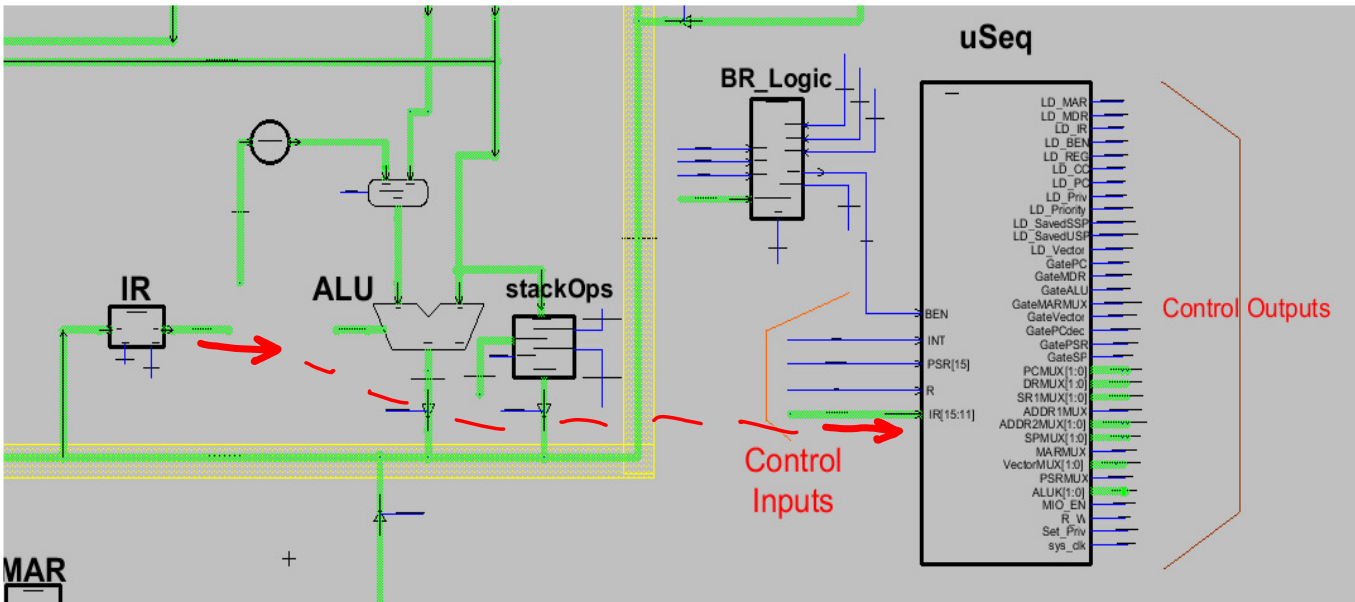 uSeq
BR_Logic
LD_MAR
LD_MDR
LD_IR
LD_BEN
LD_REG
LD_CC
LD_PC
LD_Priv
LD_Priority
LD_SavedSSP
LD_SavedUSP
LD_Vector
GatePC
GateMDR
GateALU
GateMARMUX
GateVector
GatePCdec
GatePSR
GateSP
PCMUX[1:0]
DRMUX[1:0]
SR1MUX[1:0]
ADDR1MUX
ADDR2MUX[1:0]
SPMUX[1:0]
MARMUX
VectorMUX[1:0]
PSRMUX
ALUK[1:0]
MIO_EN
R_W
Set_Priv
sys_clk
IR
ALU
stackOps
BEN
INT
PSR[15]
R
IR[15:11]
Control Outputs
Control
Inputs
MAR